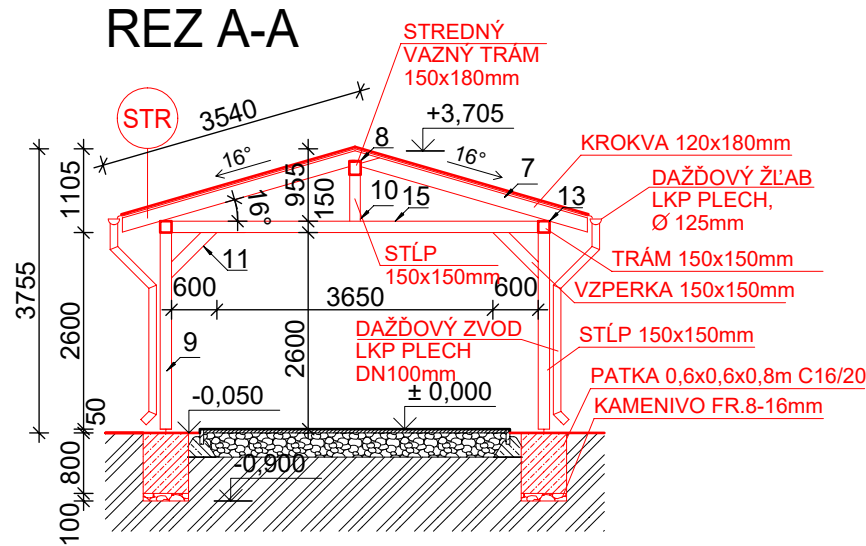 REZ A-A
STREDNÝ
VAZNÝ TRÁM
150x180mm
STR
3540
+3,705
8
KROKVA 120x180mm
16°
16°
7
DAŽĎOVÝ ŽĽAB
LKP PLECH,
Ø 125mm
1105
955
150
16°
10
15
13
11
STĹP
150x150mm
TRÁM 150x150mm
VZPERKA 150x150mm
3755
600
3650
600
2600
2600
9
DAŽĎOVÝ ZVOD
LKP PLECH
DN100mm
STĹP 150x150mm
PATKA 0,6x0,6x0,8m C16/20
KAMENIVO FR.8-16mm
50
-0,050
± 0,000
800
-0,900
100